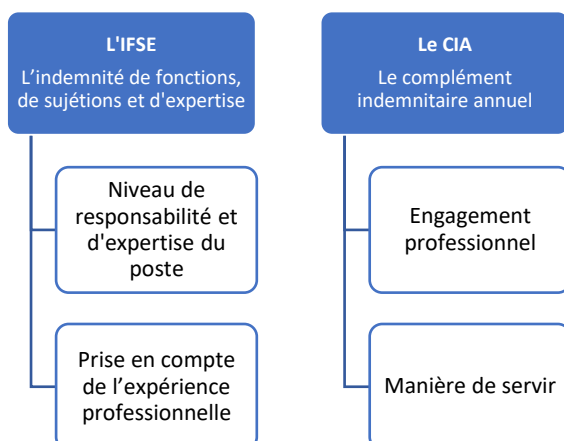 L'IFSE
L’indemnité de fonctions,
de sujétions et d'expertise
Niveau de
responsabilité et
d'expertise du
poste
Prise en compte
de l’expérience
professionnelle
Le CIA
Le complément
indemnitaire annuel
Engagement
professionnel
Manière de servir